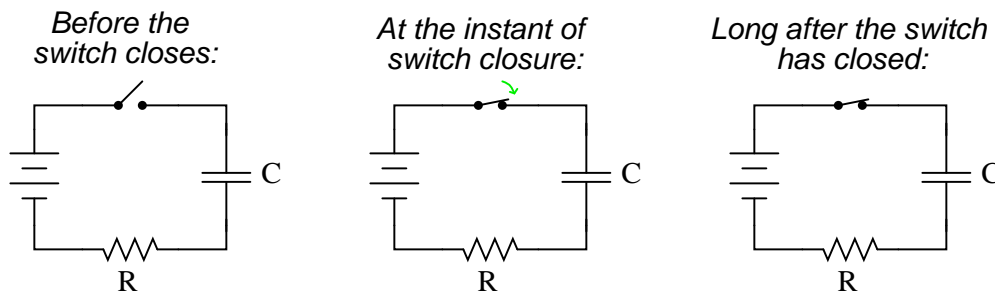 Before the
switch closes:
C
R
At the instant of
switch closure:
C
R
Long after the switch
has closed:
C
R